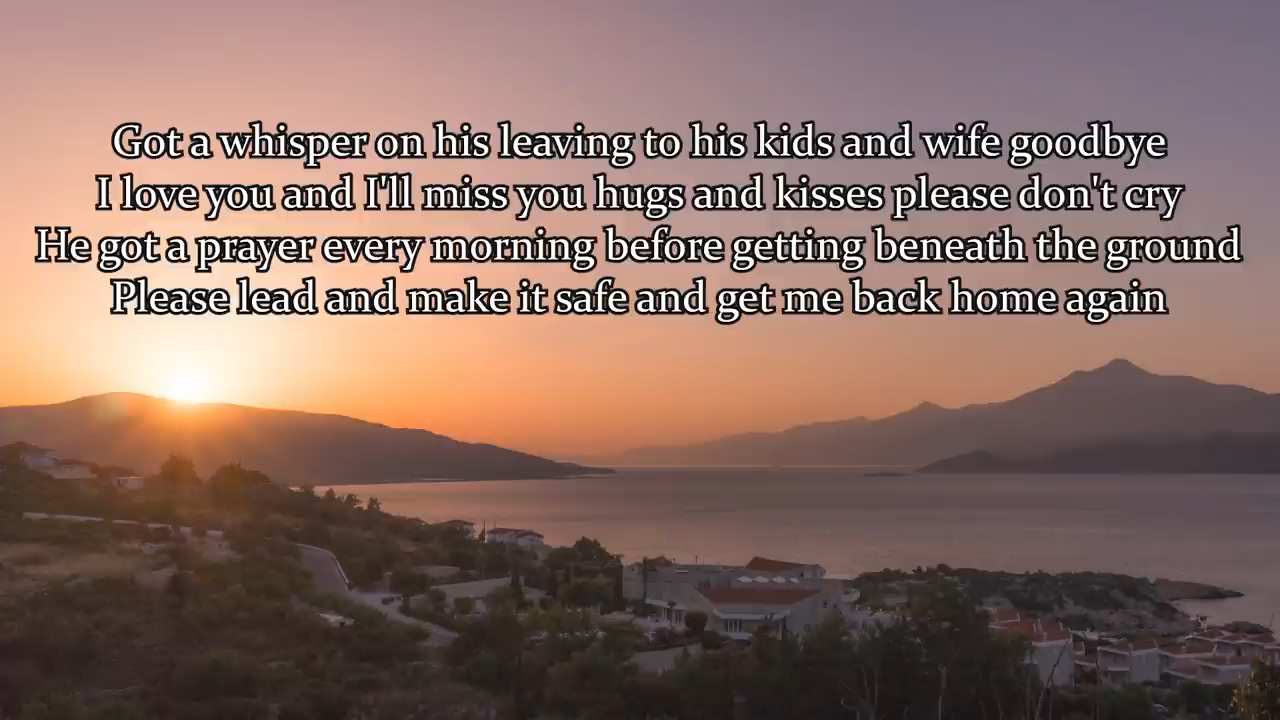 Got a whisper on his leaving to his kids and wife goodbye
I love you and I'll miss you hugs and kisses please don't cry
He got a prayer every morning before getting beneath the ground
Please lead and make it safe and get me back home again